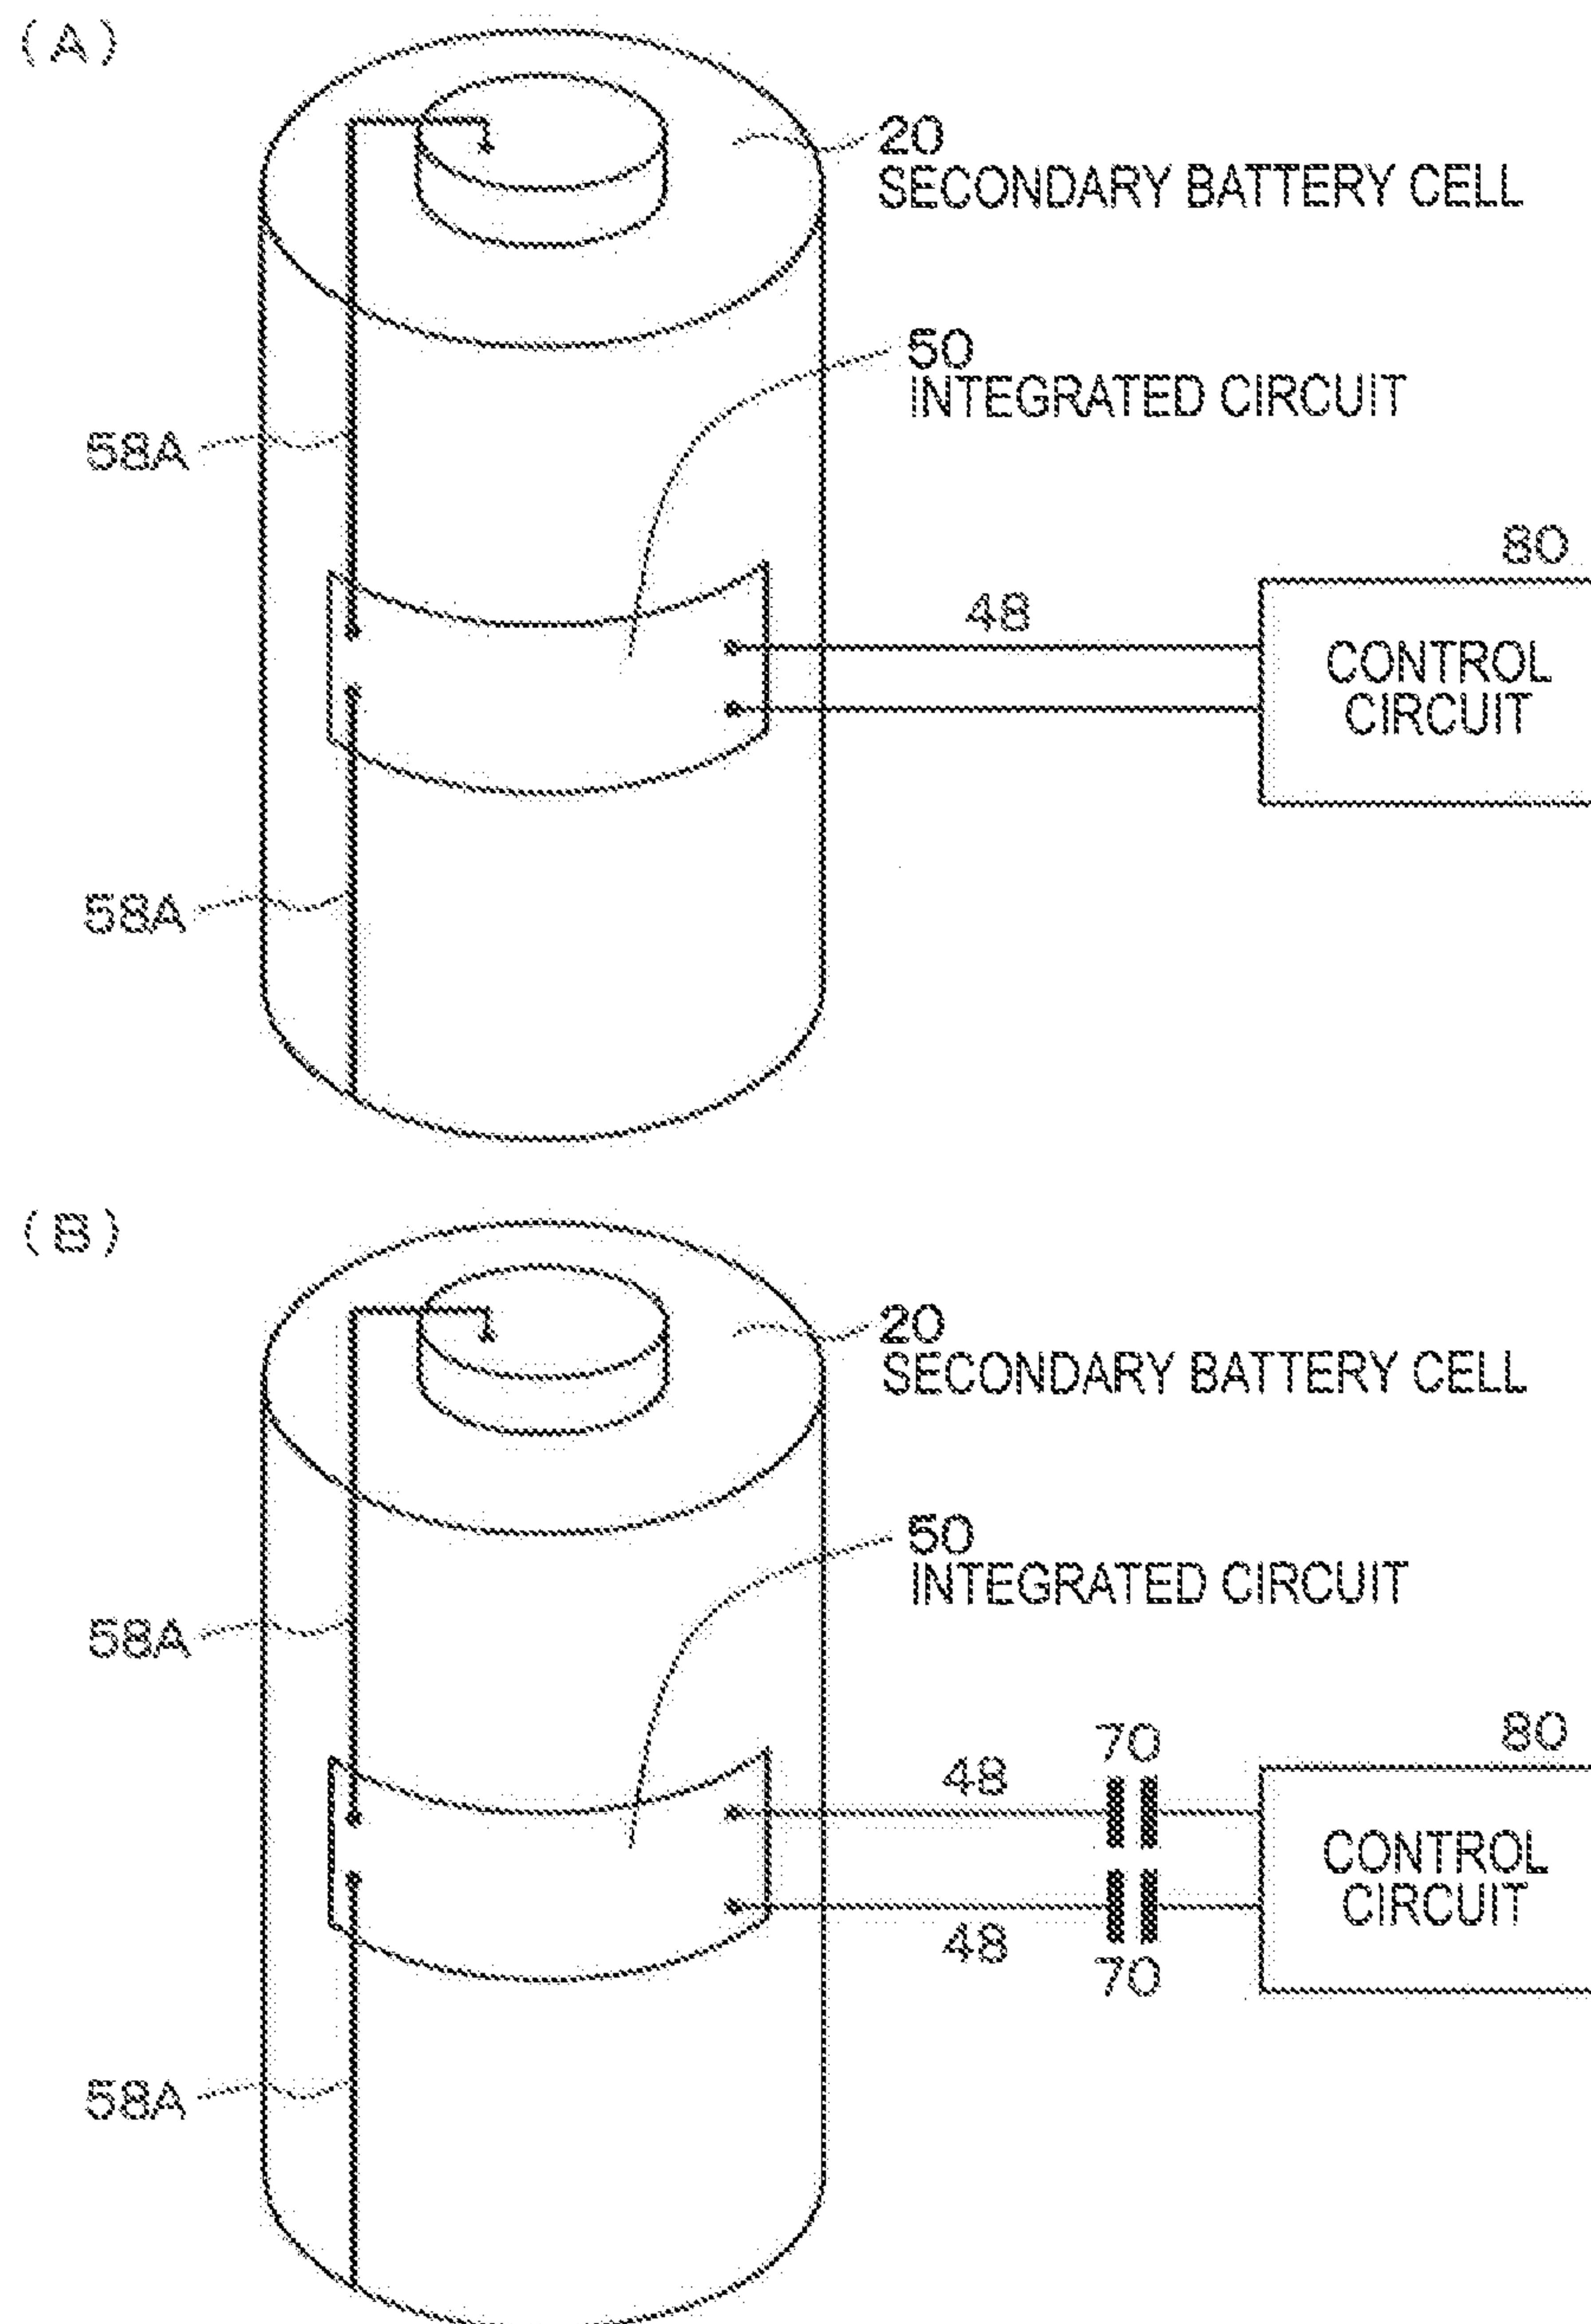 (A)
20
SECONDARY BATTERY CELL
50
INTEGRATED CIRCUIT
58A
80
48
CONTROL
CIRCUIT
58A
(B)
20
SECONDARY BATTERY CELL
50
INTEGRATED CIRCUIT
58A
70
80
48
CONTROL
CIRCUIT
48
70
58A